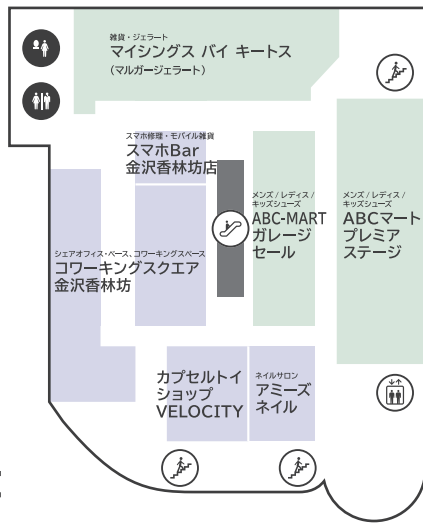 雑貨・ジェラート
マイシングス バイ キートス
(マルガージェラート)
スマホ修理・モバイル雑貨
スマホBar
金沢香林坊店
メンズ / レディス /
キッズシューズ
ABC-MART
ガレージ
セール
メンズ / レディス /
キッズシューズ
ABCマート
プレミア
ステージ
シェアオフィス・ベース、コワーキングスペース
コワーキングスクエア
金沢香林坊
カプセルトイ
ショップ
VELOCITY
ネイルサロン
アミーズ
ネイル